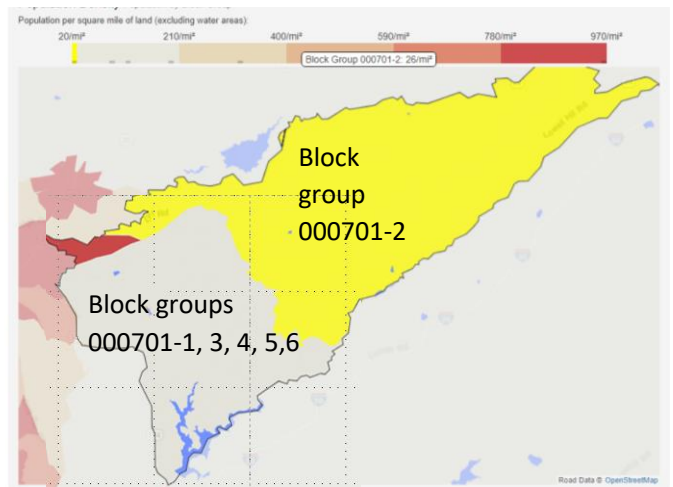 Population per square mile of land (excluding water areas):
20/mi² 210/mi² 400/mi² 590/mi² 780/mi² 970/mi²
Block Group 000701-2: 26/mi²
Block
group
000701-2
Block groups
000701-1, 3, 4, 5,6
Road Data © OpenStreetMap